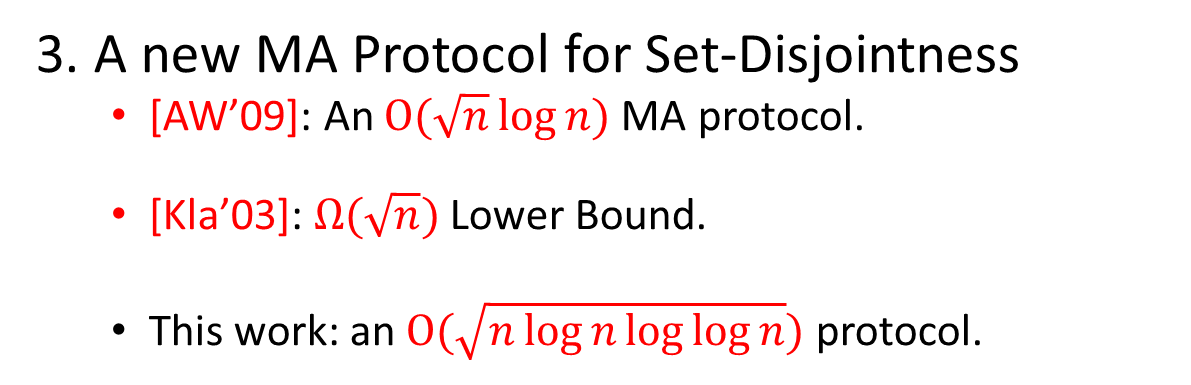 3. A new MA Protocol for Set-Disjointness
• [AW’09]: An O(√n log n) MA protocol.
• [Kla’03]: Ω(√n) Lower Bound.
• This work: an O(√(n log n log log n)) protocol.